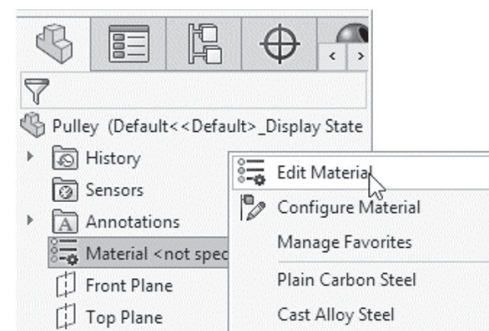 Pulley (Default<<Default>_Display State
History
Sensors
Annotations
Material <not spec
Front Plane
Top Plane
Edit Material
Configure Material
Manage Favorites
Plain Carbon Steel
Cast Alloy Steel